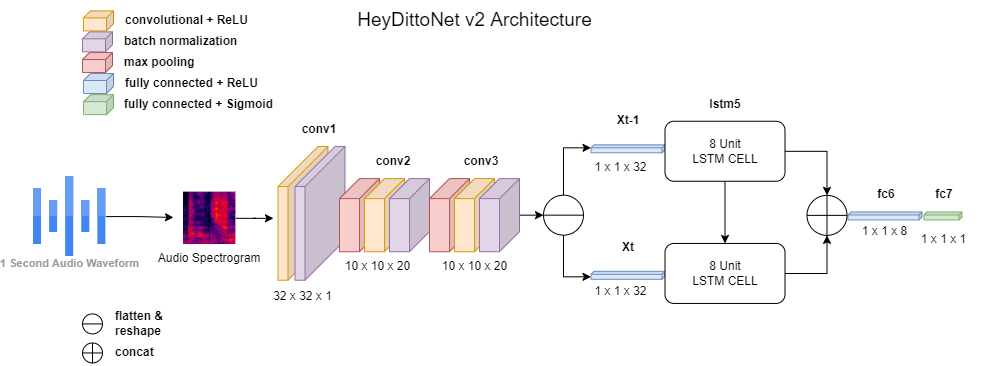 HeyDittoNet v2 Architecture
convolutional + ReLU
batch normalization
max pooling
fully connected + ReLU
fully connected + Sigmoid
conv1
conv2
conv3
Xt-1
lstm5
8 Unit
LSTM CELL
1 x 1 x 32
fc6
fc7
1 x 1 x 8
1 x 1 x 1
1 Second Audio Waveform
Audio Spectrogram
32 x 32 x 1
10 x 10 x 20
10 x 10 x 20
Xt
8 Unit
LSTM CELL
1 x 1 x 32
flatten &
reshape
concat